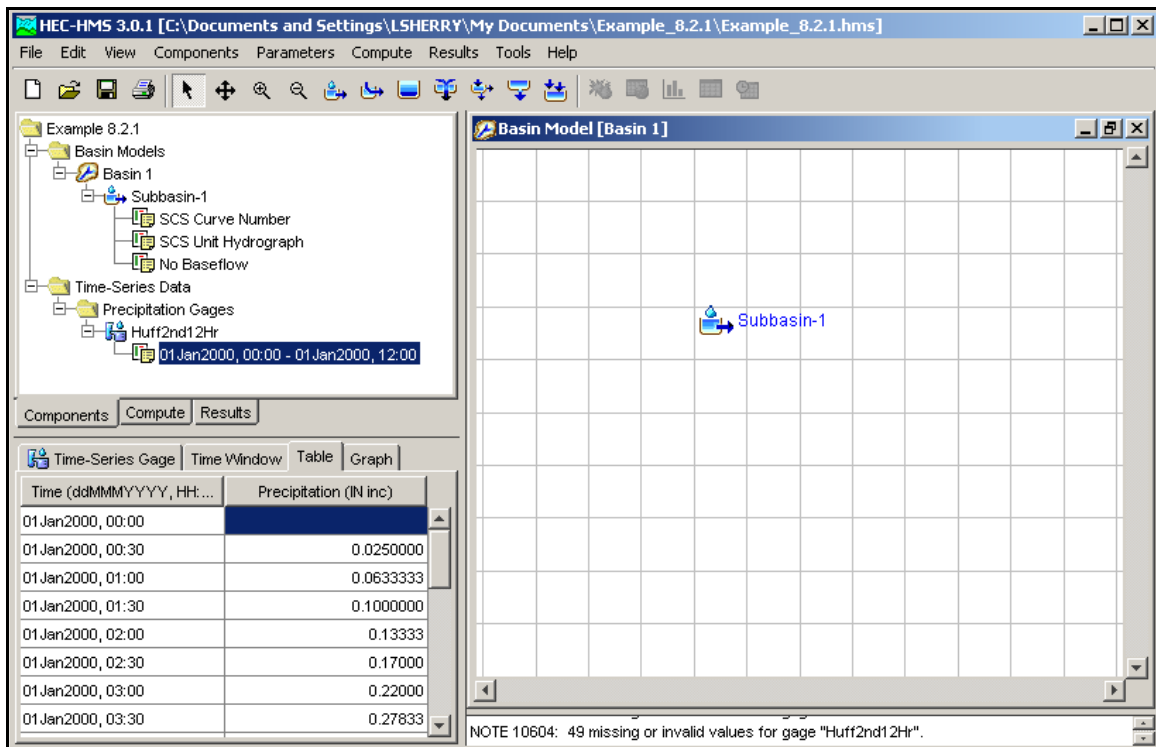 HEC-HMS 3.0.1 [C:\Documents and Settings\LSHERRY\My Documents\Example_8.2.1\Example_8.2.1.hms]
File Edit View Components Parameters Compute Results Tools Help
Example 8.2.1
Basin Models
Basin 1
Subbasin-1
SCS Curve Number
SCS Unit Hydrograph
No Baseflow
Time-Series Data
Precipitation Gages
Huff2nd12Hr
01Jan2000, 00:00 - 01Jan2000, 12:00
Components Compute Results
Time-Series Gage Time Window Table Graph
Time (ddMMMYYYY, HH:... Precipitation (IN inc)
01Jan2000, 00:00
01Jan2000, 00:30 0.0250000
01Jan2000, 01:00 0.0633333
01Jan2000, 01:30 0.1000000
01Jan2000, 02:00 0.13333
01Jan2000, 02:30 0.17000
01Jan2000, 03:00 0.22000
01Jan2000, 03:30 0.27833
Basin Model [Basin 1]
Subbasin-1
NOTE 10604: 49 missing or invalid values for gage "Huff2nd12Hr".